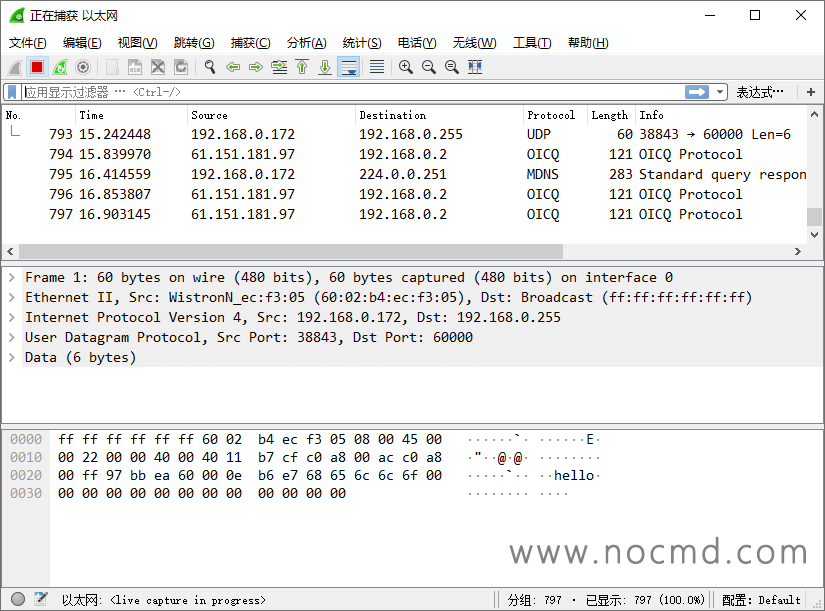 正在捕获 以太网
文件(F) 编辑(E) 视图(V) 跳转(G) 捕获(C) 分析(A) 统计(S) 电话(Y) 无线(W) 工具(T) 帮助(H)
应用显示过滤器 … <Ctrl-/> 表达式… +
No. Time Source Destination Protocol Length Info
793 15.242448 192.168.0.172 192.168.0.255 UDP 60 38843 → 60000 Len=6
794 15.839970 61.151.181.97 192.168.0.2 OICQ 121 OICQ Protocol
795 16.414559 192.168.0.172 224.0.0.251 MDNS 283 Standard query respon
796 16.853807 61.151.181.97 192.168.0.2 OICQ 121 OICQ Protocol
797 16.903145 61.151.181.97 192.168.0.2 OICQ 121 OICQ Protocol
Frame 1: 60 bytes on wire (480 bits), 60 bytes captured (480 bits) on interface 0
Ethernet II, Src: WistronN_ec:f3:05 (60:02:b4:ec:f3:05), Dst: Broadcast (ff:ff:ff:ff:ff:ff)
Internet Protocol Version 4, Src: 192.168.0.172, Dst: 192.168.0.255
User Datagram Protocol, Src Port: 38843, Dst Port: 60000
Data (6 bytes)
0000 ff ff ff ff ff ff 60 02 b4 ec f3 05 08 00 45 00 ······`· ······E·
0010 00 22 00 00 40 00 40 11 b7 cf c0 a8 00 ac c0 a8 ·"··@·@· ········
0020 00 ff 97 bb ea 60 00 0e b6 e7 68 65 6c 6c 6f 00 ·····`·· ··hello·
0030 00 00 00 00 00 00 00 00 00 00 00 00 ········ ····
www.nocmd.com
以太网: <live capture in progress> 分组: 797 · 已显示: 797 (100.0%) 配置: Default